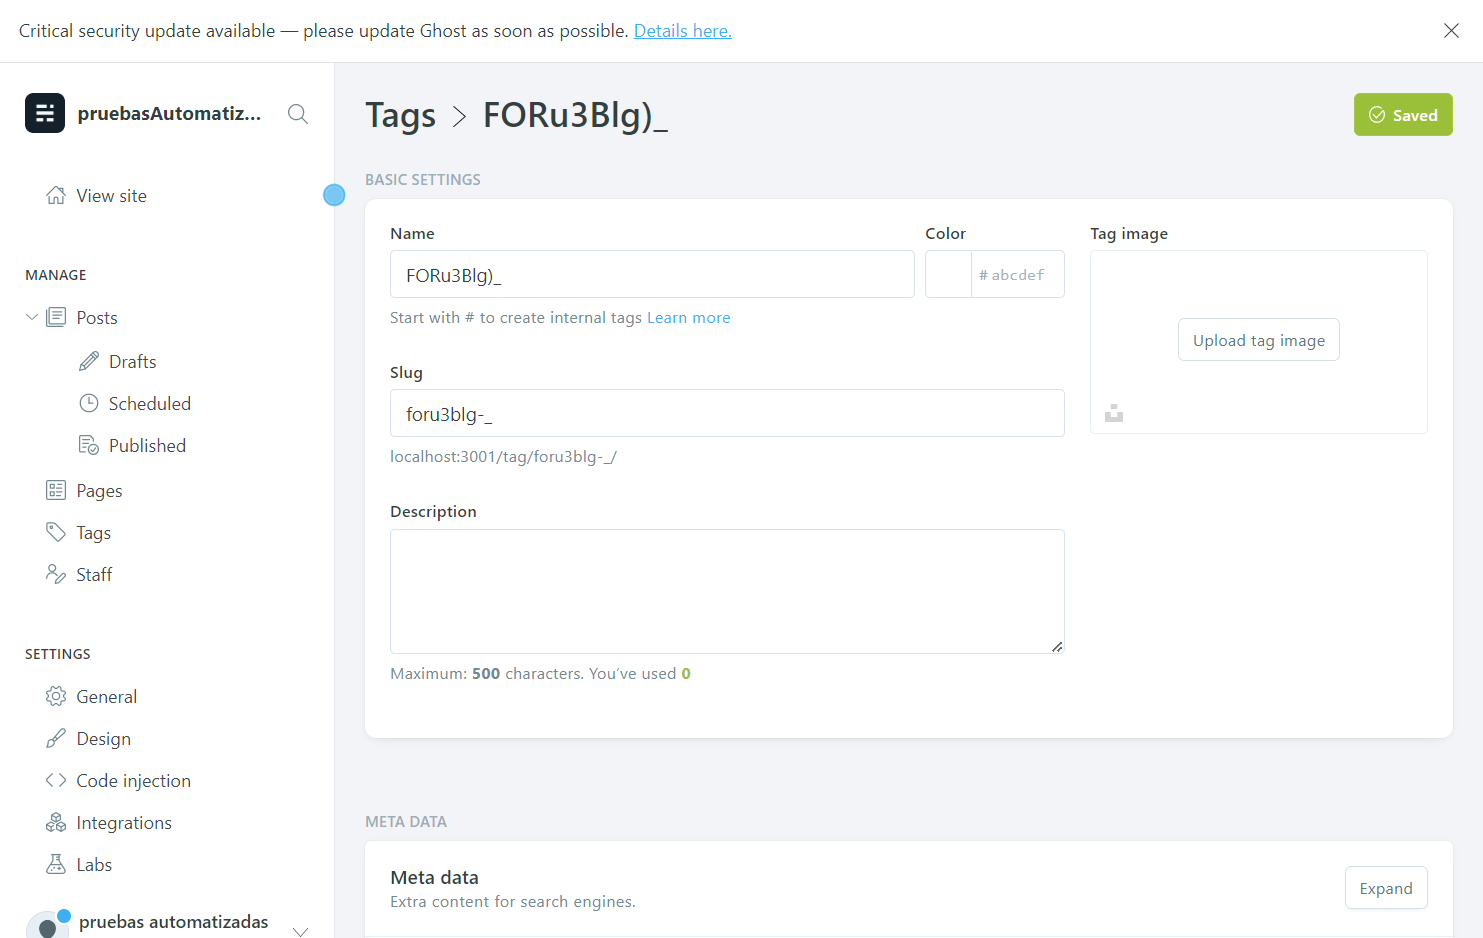 Critical security update available — please update Ghost as soon as possible. Details here.
pruebasAutomatiz...
Tags > FORu3Blg)_
Saved
View site
BASIC SETTINGS
Name
FORu3Blg)_
Start with # to create internal tags Learn more
Color
# abcdef
Tag image
Upload tag image
Slug
foru3blg-_
localhost:3001/tag/foru3blg-_/
Description
Maximum: 500 characters. You’ve used 0
MANAGE
Posts
Drafts
Scheduled
Published
Pages
Tags
Staff
SETTINGS
General
Design
Code injection
Integrations
Labs
pruebas automatizadas
META DATA
Meta data
Extra content for search engines.
Expand